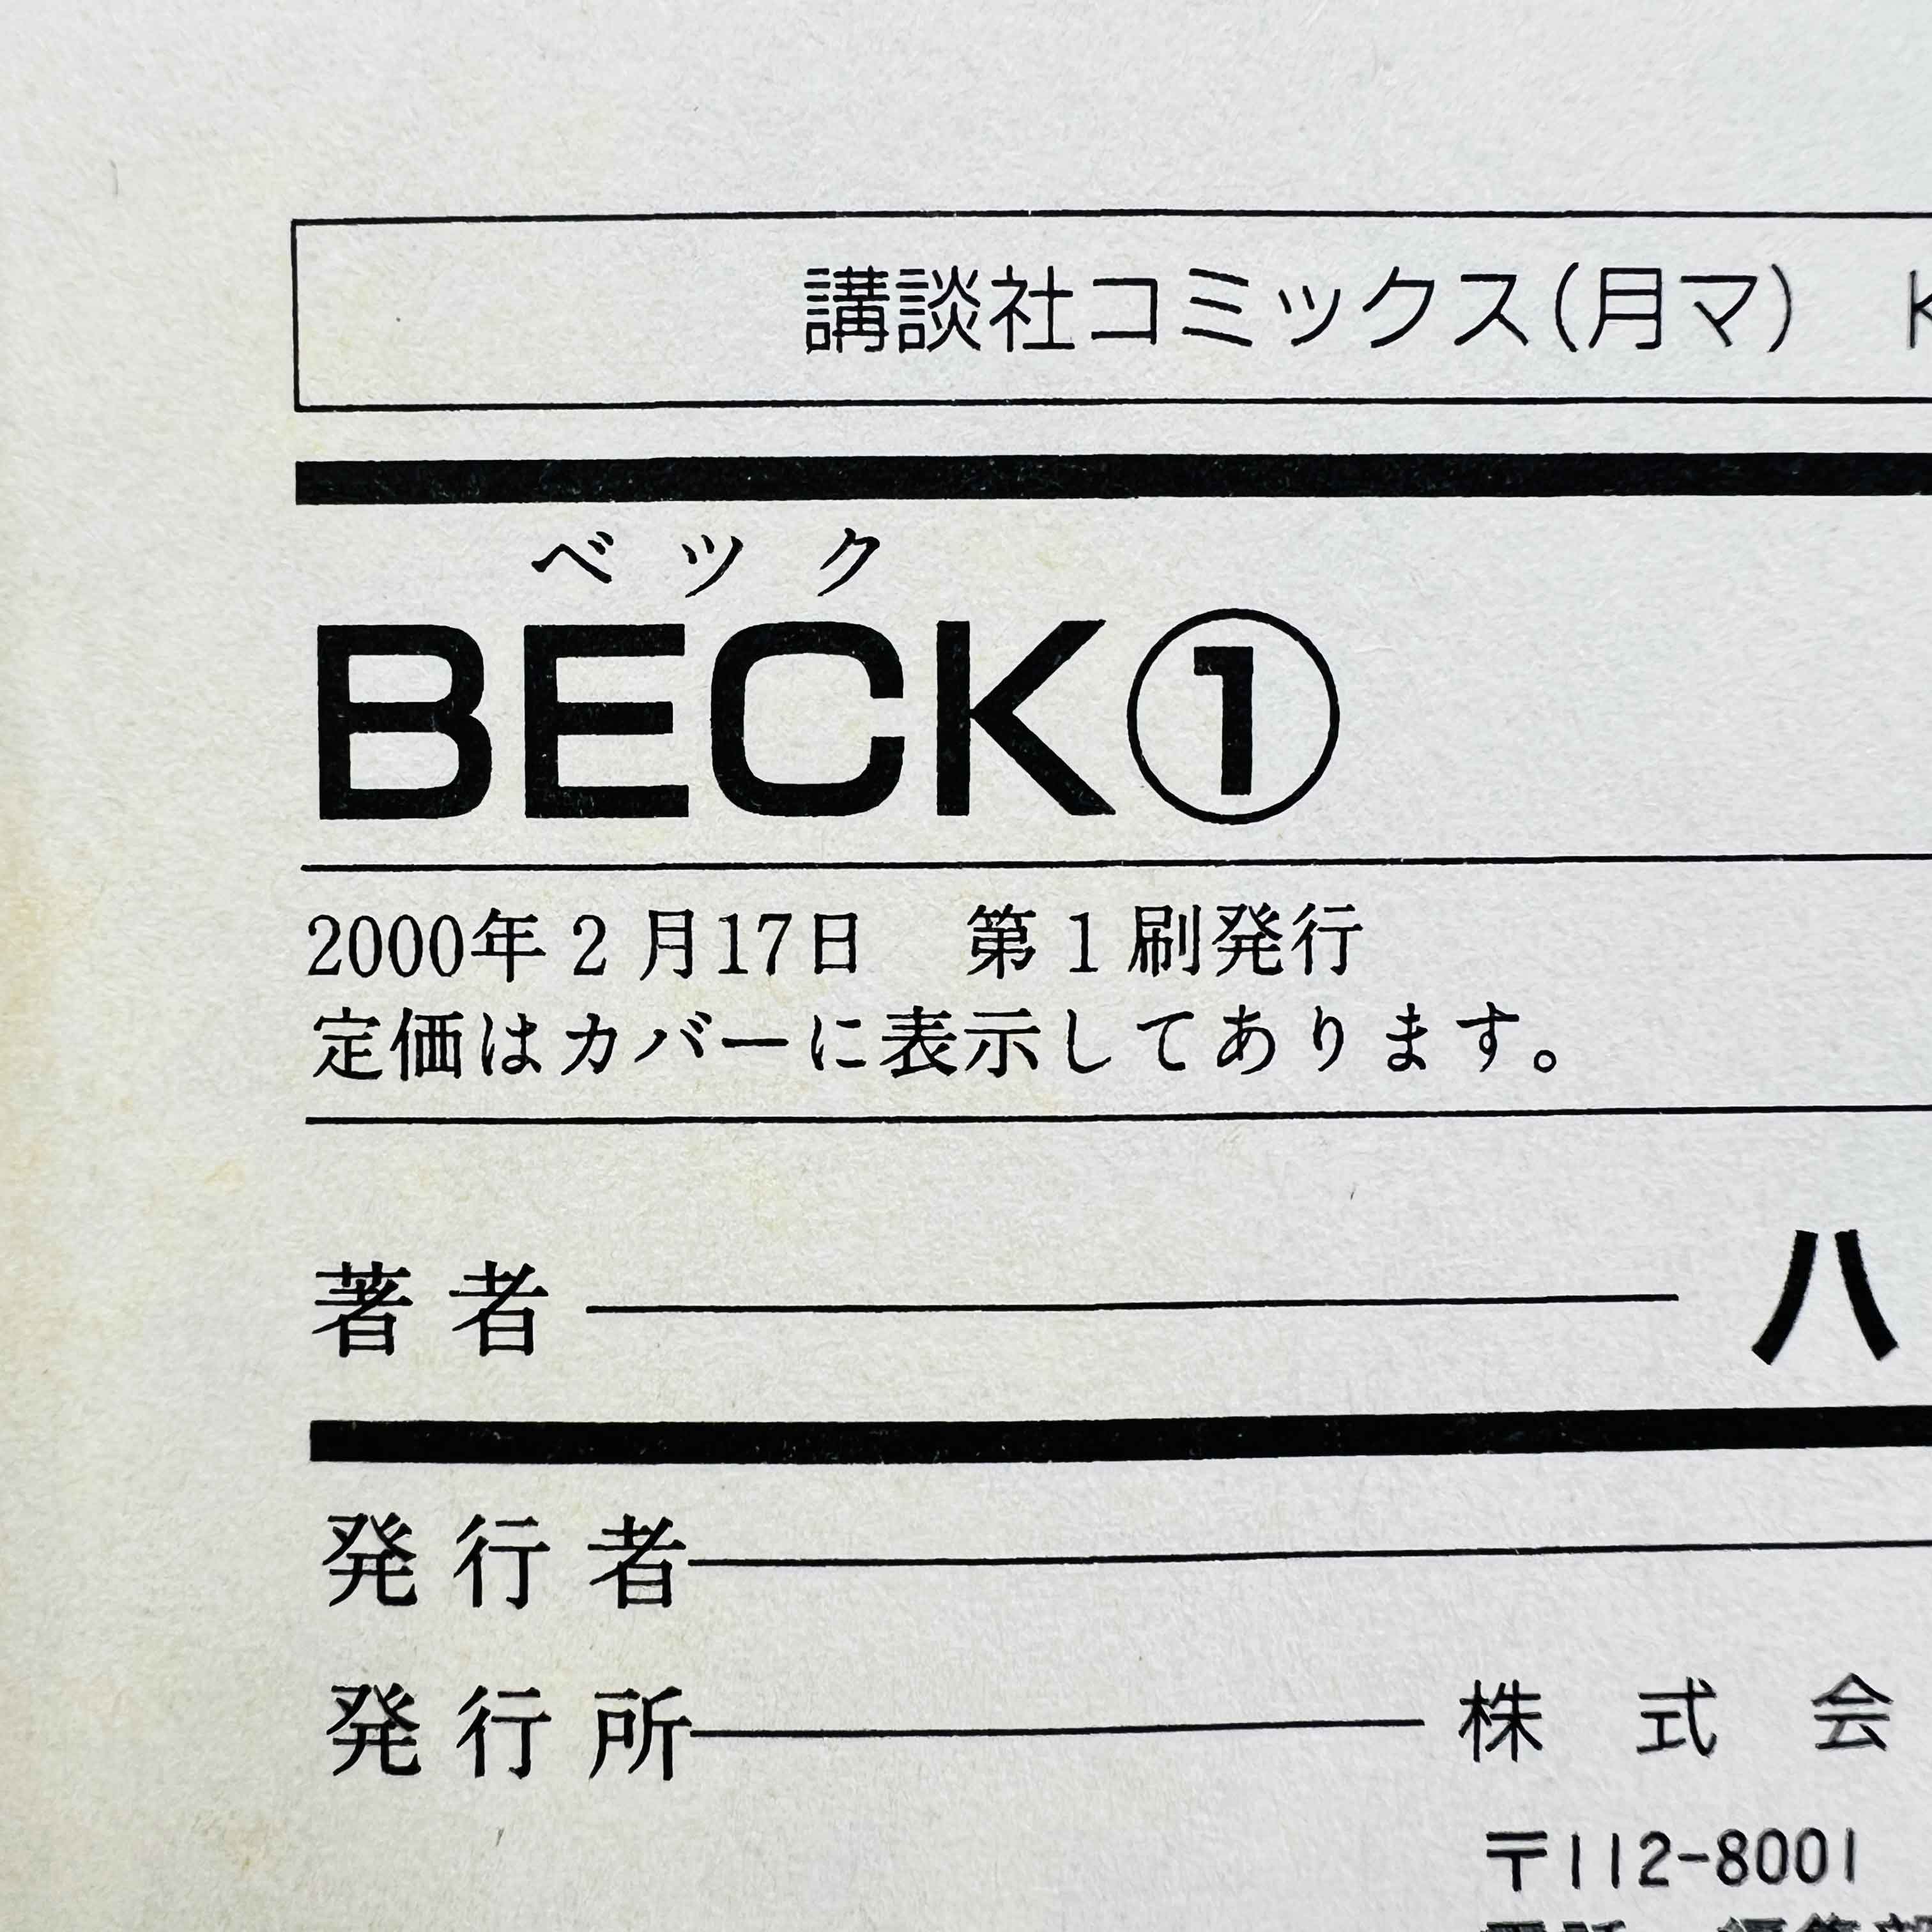 講談社コミックス(月マ) K
ベック
BECK①
2000年2月17日 第1刷発行
定価はカバーに表示してあります。
著者 ― 八
発行者 ―
発行所 ― 株式会
〒112-8001